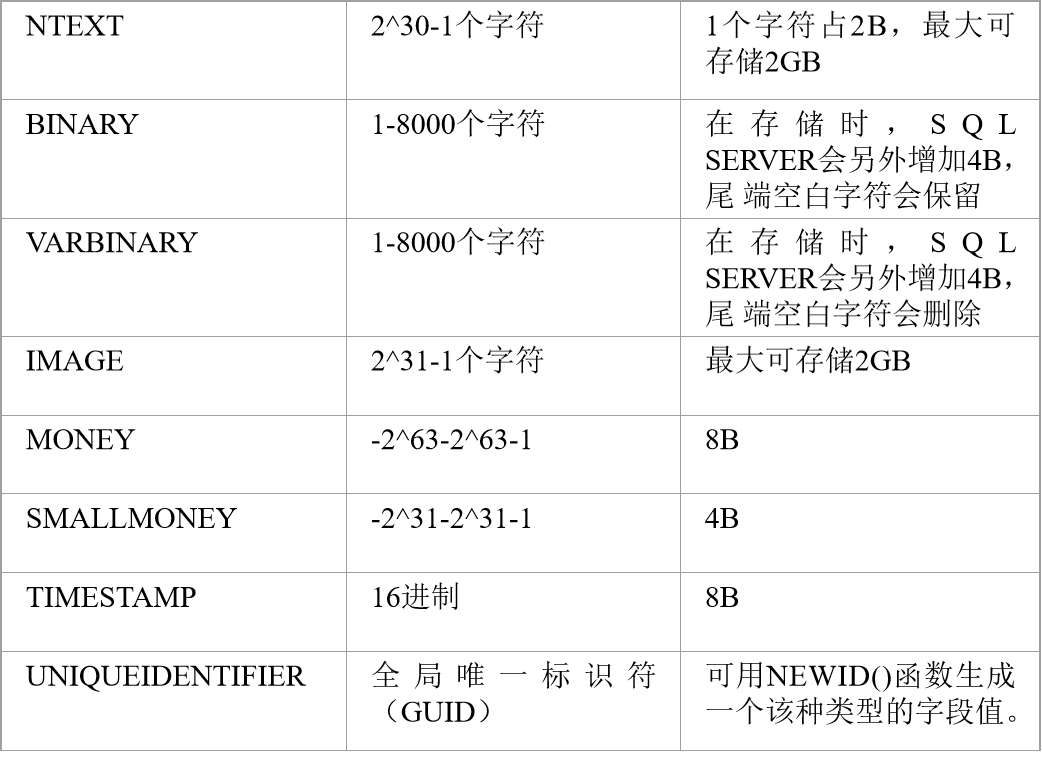 NTEXT
2^30-1个字符
1个字符占2B，最大可
存储2GB
BINARY
1-8000个字符
在存储时，SQL
SERVER会另外增加4B，
尾 端空白字符会保留
VARBINARY
1-8000个字符
在存储时，SQL
SERVER会另外增加4B，
尾 端空白字符会删除
IMAGE
2^31-1个字符
最大可存储2GB
MONEY
-2^63-2^63-1
8B
SMALLMONEY
-2^31-2^31-1
4B
TIMESTAMP
16进制
8B
UNIQUEIDENTIFIER
全局唯一标识符
（GUID）
可用NEWID()函数生成
一个该种类型的字段值。